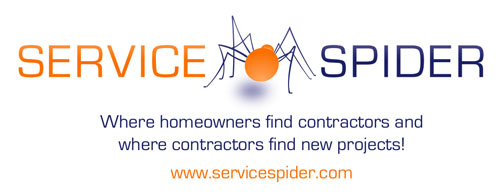 SERVICE SPIDER
Where homeowners find contractors and
where contractors find new projects!
www.servicespider.com